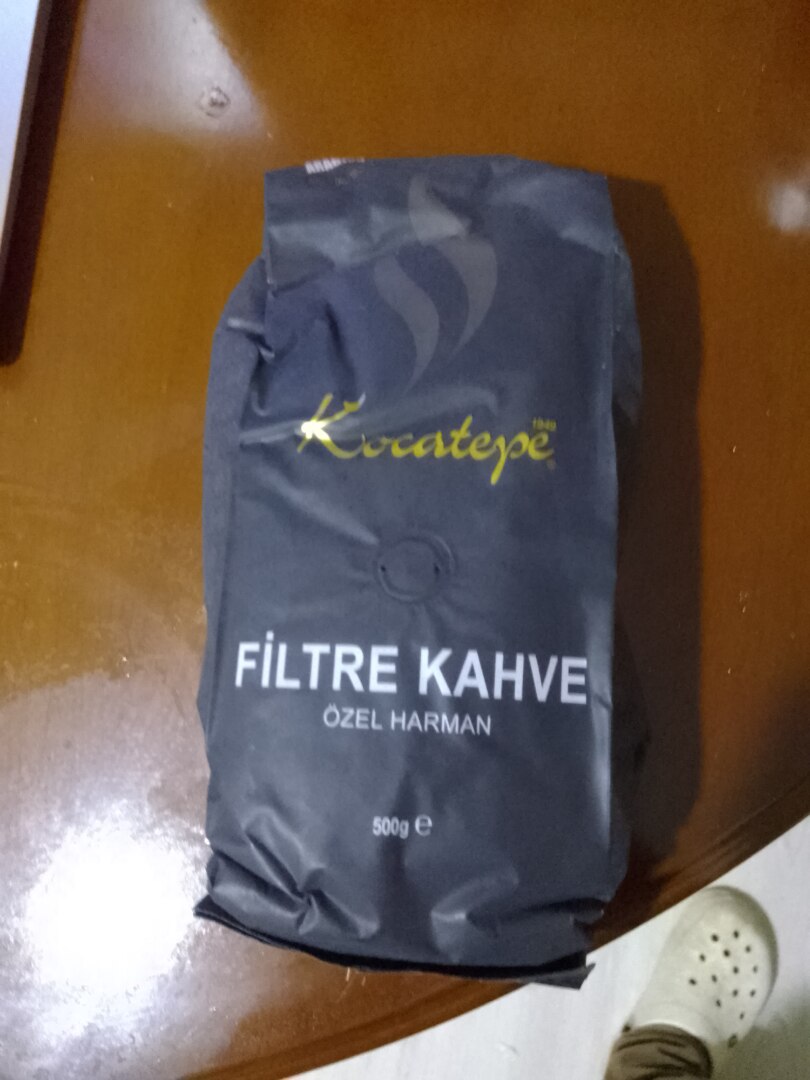 Kocatepe
1949
FİLTRE KAHVE
ÖZEL HARMAN
500g ℮